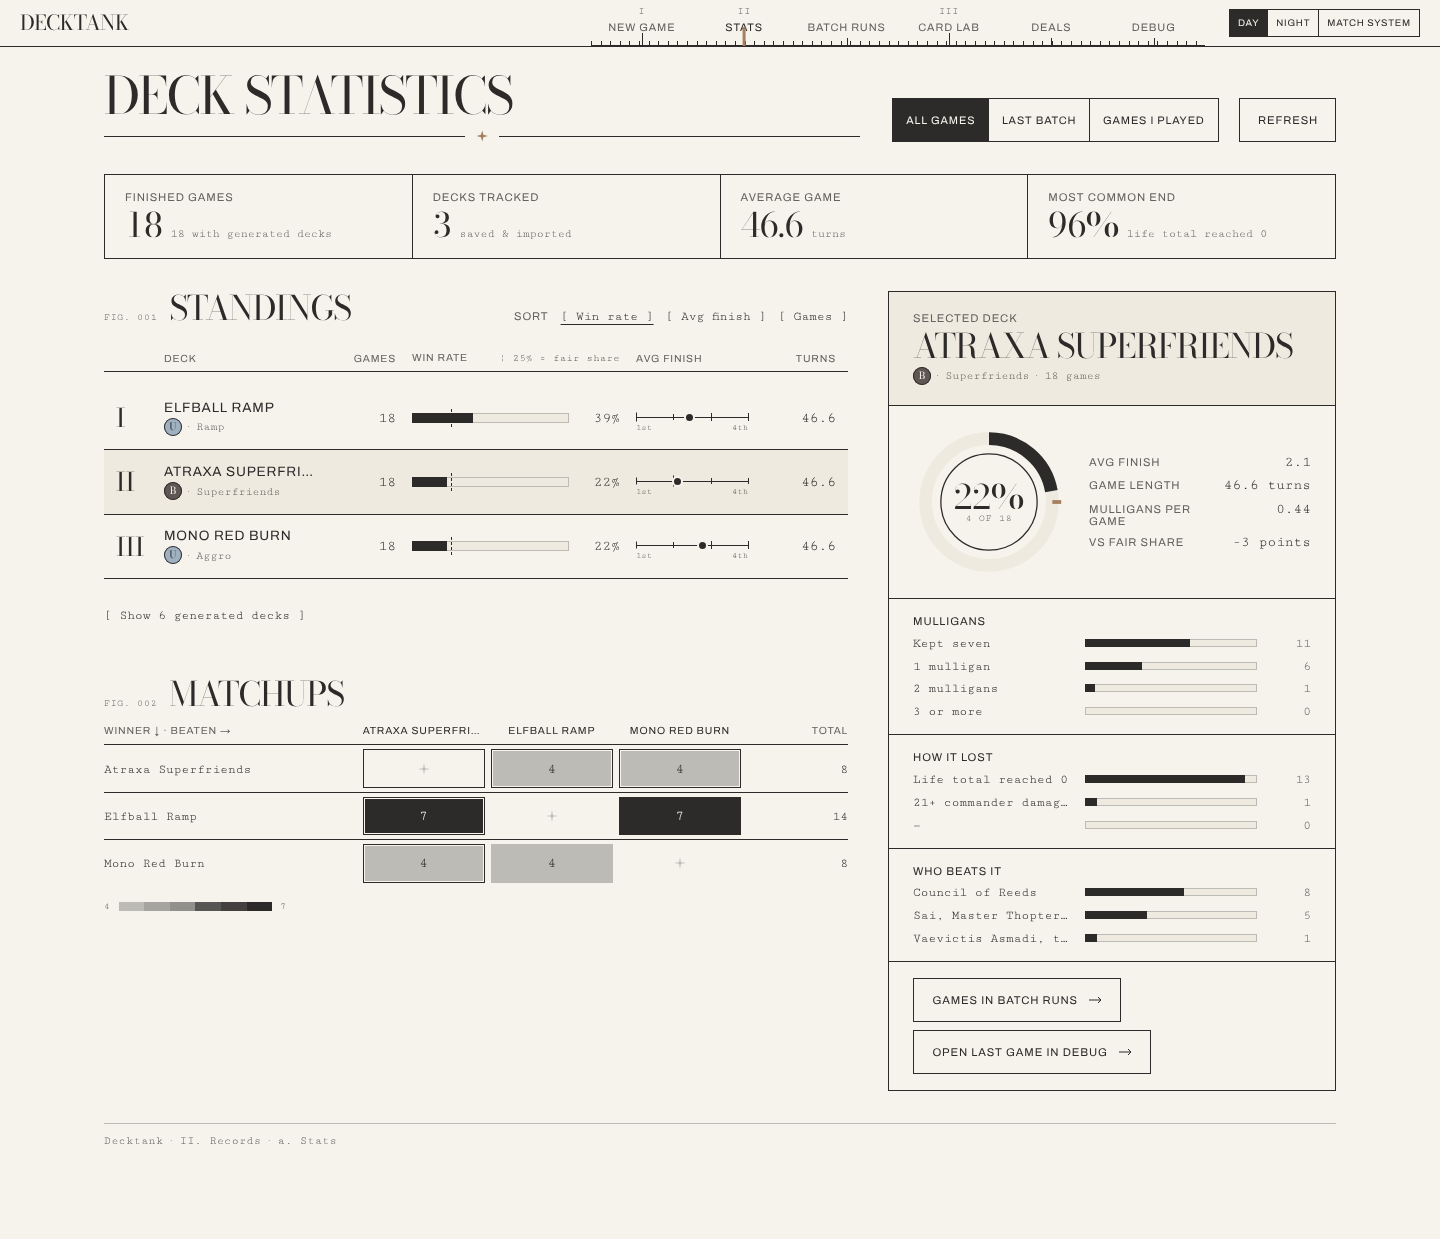 DECKTANK
I
II
III
NEW GAME
STATS
BATCH RUNS
CARD LAB
DEALS
DEBUG
DAY
NIGHT
MATCH SYSTEM
DECK STATISTICS
ALL GAMES
LAST BATCH
GAMES I PLAYED
REFRESH
FINISHED GAMES
18 18 with generated decks
DECKS TRACKED
3 saved & imported
AVERAGE GAME
46.6 turns
MOST COMMON END
96% life total reached 0
FIG. 001 STANDINGS
SORT [ Win rate ] [ Avg finish ] [ Games ]
DECK GAMES WIN RATE ¦ 25% = fair share AVG FINISH TURNS
I ELFBALL RAMP 18 39% 1st 4th 46.6
U · Ramp
II ATRAXA SUPERFRI... 18 22% 1st 4th 46.6
B · Superfriends
III MONO RED BURN 18 22% 1st 4th 46.6
U · Aggro
[ Show 6 generated decks ]
FIG. 002 MATCHUPS
WINNER ↓ · BEATEN → ATRAXA SUPERFRI... ELFBALL RAMP MONO RED BURN TOTAL
Atraxa Superfriends 4 4 8
Elfball Ramp 7 7 14
Mono Red Burn 4 4 8
4 7
SELECTED DECK
ATRAXA SUPERFRIENDS
B · Superfriends · 18 games
22%
4 OF 18
AVG FINISH 2.1
GAME LENGTH 46.6 turns
MULLIGANS PER GAME 0.44
VS FAIR SHARE -3 points
MULLIGANS
Kept seven 11
1 mulligan 6
2 mulligans 1
3 or more 0
HOW IT LOST
Life total reached 0 13
21+ commander damag… 1
– 0
WHO BEATS IT
Council of Reeds 8
Sai, Master Thopter… 5
Vaevictis Asmadi, t… 1
GAMES IN BATCH RUNS →
OPEN LAST GAME IN DEBUG →
Decktank · II. Records · a. Stats